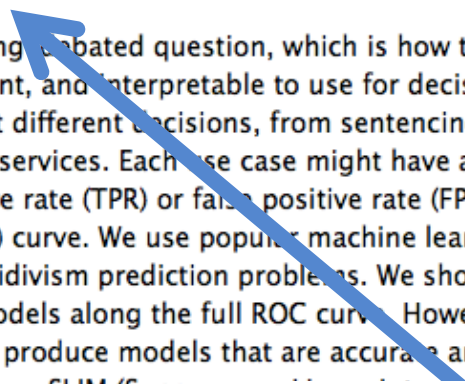 ng debated question, which is how t
nt, and interpretable to use for decis
t different decisions, from sentencin
services. Each use case might have a
e rate (TPR) or false positive rate (FP
) curve. We use popular machine lear
idivism prediction problems. We sho
odels along the full ROC curve. Howe
produce models that are accurate a